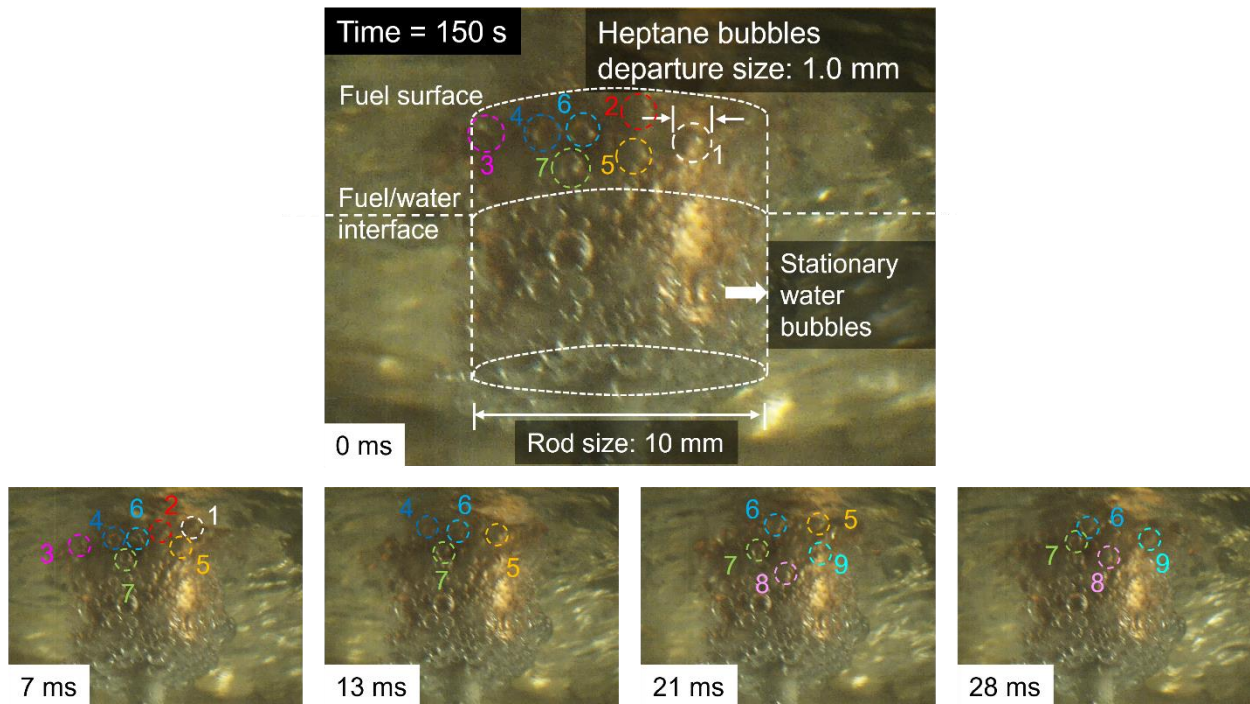 Time = 150 s
Heptane bubbles
departure size: 1.0 mm
Fuel surface
4
6
2
3
7
5
1
Fuel/water
interface
Stationary
water
bubbles
Rod size: 10 mm
0 ms
4
6
2
1
3
5
7
7 ms
4
6
5
7
13 ms
6
5
7
9
8
21 ms
6
7
8
9
28 ms